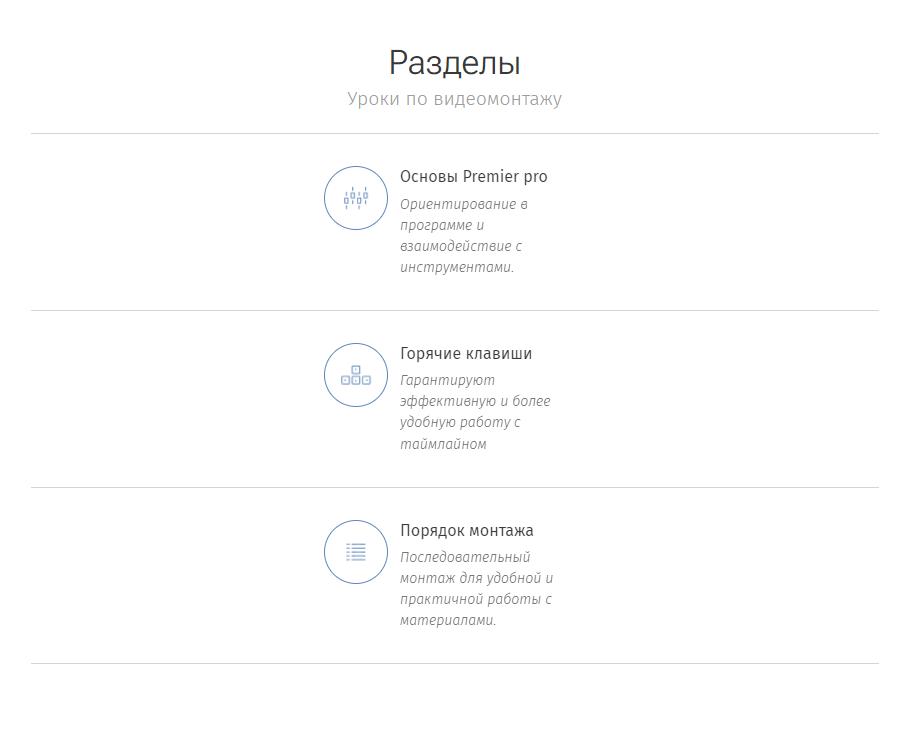 Разделы
Уроки по видеомонтажу
Основы Premier pro
Ориентирование в
программе и
взаимодействие с
инструментами.
Горячие клавиши
Гарантируют
эффективную и более
удобную работу с
таймлайном
Порядок монтажа
Последовательный
монтаж для удобной и
практичной работы с
материалами.